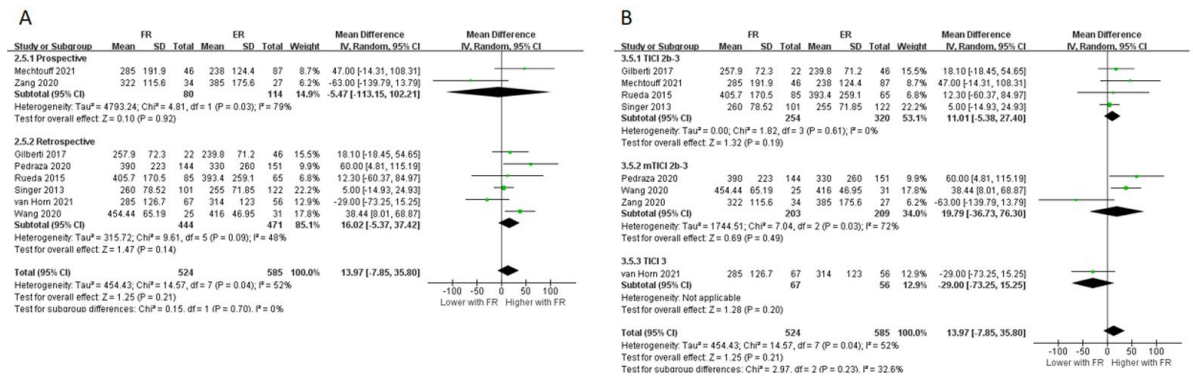 A
FR ER Mean Difference Mean Difference
Study or Subgroup Mean SD Total Mean SD Total Weight IV, Random, 95% CI IV, Random, 95% CI
2.5.1 Prospective
Mechtouff 2021 285 191.9 46 238 124.4 87 8.7% 47.00 [-14.31, 108.31]
Zang 2020 322 115.6 34 385 175.6 27 6.2% -63.00 [-139.79, 13.79]
Subtotal (95% CI) 80 114 14.9% -5.47 [-113.15, 102.21]
Heterogeneity: Tau² = 4793.24; Chi² = 4.81, df = 1 (P = 0.03); I² = 79%
Test for overall effect: Z = 0.10 (P = 0.92)
2.5.2 Retrospective
Gilberti 2017 257.9 72.3 22 239.8 71.2 46 15.5% 18.10 [-18.45, 54.65]
Pedraza 2020 390 223 144 330 260 151 9.9% 60.00 [4.81, 115.19]
Rueda 2015 405.7 170.5 85 393.4 259.1 65 6.7% 12.30 [-60.37, 84.97]
Singer 2013 260 78.52 101 255 71.85 122 22.2% 5.00 [-14.93, 24.93]
van Horn 2021 285 126.7 67 314 123 56 12.9% -29.00 [-73.25, 15.25]
Wang 2020 454.44 65.19 25 416 46.95 31 17.9% 38.44 [8.01, 68.87]
Subtotal (95% CI) 444 471 85.1% 16.02 [-5.37, 37.42]
Heterogeneity: Tau² = 315.72; Chi² = 9.61, df = 5 (P = 0.09); I² = 48%
Test for overall effect: Z = 1.47 (P = 0.14)
Total (95% CI) 524 585 100.0% 13.97 [-7.85, 35.80]
Heterogeneity: Tau² = 454.43; Chi² = 14.57, df = 7 (P = 0.04); I² = 52%
Test for overall effect: Z = 1.25 (P = 0.21)
Test for subgroup differences: Chi² = 0.15, df = 1 (P = 0.70), I² = 0%
-100 -50 0 50 100
Lower with FR Higher with FR
B
FR ER Mean Difference Mean Difference
Study or Subgroup Mean SD Total Mean SD Total Weight IV, Random, 95% CI IV, Random, 95% CI
3.5.1 TICI 2b-3
Gilberti 2017 257.9 72.3 22 239.8 71.2 46 15.5% 18.10 [-18.45, 54.65]
Mechtouff 2021 285 191.9 46 238 124.4 87 8.7% 47.00 [-14.31, 108.31]
Rueda 2015 405.7 170.5 85 393.4 259.1 65 6.7% 12.30 [-60.37, 84.97]
Singer 2013 260 78.52 101 255 71.85 122 22.2% 5.00 [-14.93, 24.93]
Subtotal (95% CI) 254 320 53.1% 11.01 [-5.38, 27.40]
Heterogeneity: Tau² = 0.00; Chi² = 1.82, df = 3 (P = 0.61); I² = 0%
Test for overall effect: Z = 1.32 (P = 0.19)
3.5.2 mTICI 2b-3
Pedraza 2020 390 223 144 330 260 151 9.9% 60.00 [4.81, 115.19]
Wang 2020 454.44 65.19 25 416 46.95 31 17.9% 38.44 [8.01, 68.87]
Zang 2020 322 115.6 34 385 175.6 27 6.2% -63.00 [-139.79, 13.79]
Subtotal (95% CI) 203 209 34.0% 19.79 [-36.73, 76.30]
Heterogeneity: Tau² = 1744.51; Chi² = 7.04, df = 2 (P = 0.03); I² = 72%
Test for overall effect: Z = 0.69 (P = 0.49)
3.5.3 TICI 3
van Horn 2021 285 126.7 67 314 123 56 12.9% -29.00 [-73.25, 15.25]
Subtotal (95% CI) 67 56 12.9% -29.00 [-73.25, 15.25]
Heterogeneity: Not applicable
Test for overall effect: Z = 1.28 (P = 0.20)
Total (95% CI) 524 585 100.0% 13.97 [-7.85, 35.80]
Heterogeneity: Tau² = 454.43; Chi² = 14.57, df = 7 (P = 0.04); I² = 52%
Test for overall effect: Z = 1.25 (P = 0.21)
Test for subgroup differences: Chi² = 2.97, df = 2 (P = 0.23), I² = 32.6%
-100 -50 0 50 100
Lower with FR Higher with FR